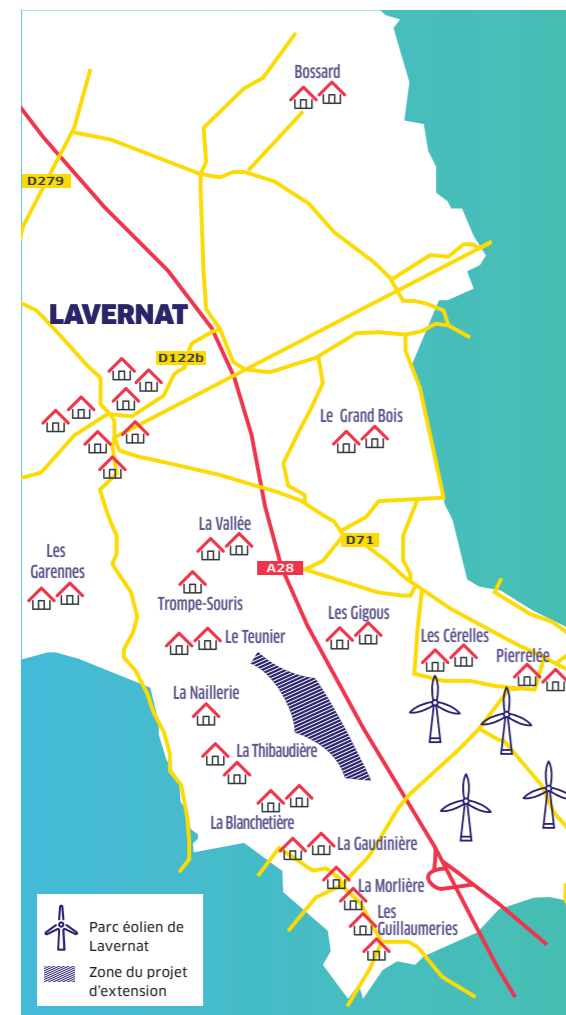 Bossard
D279
LAVERNAT
D122b
Le Grand Bois
La Vallée
D71
Les
Garennes
A28
Trompe-Souris
Les Gigous
Le Teunier
Les Cérelles
Pierrelée
La Naillerie
La Thibaudière
La Blanchetière
La Gaudinière
La Morlière
Les
Guillaumeries
Parc éolien de
Lavernat
Zone du projet
d'extension